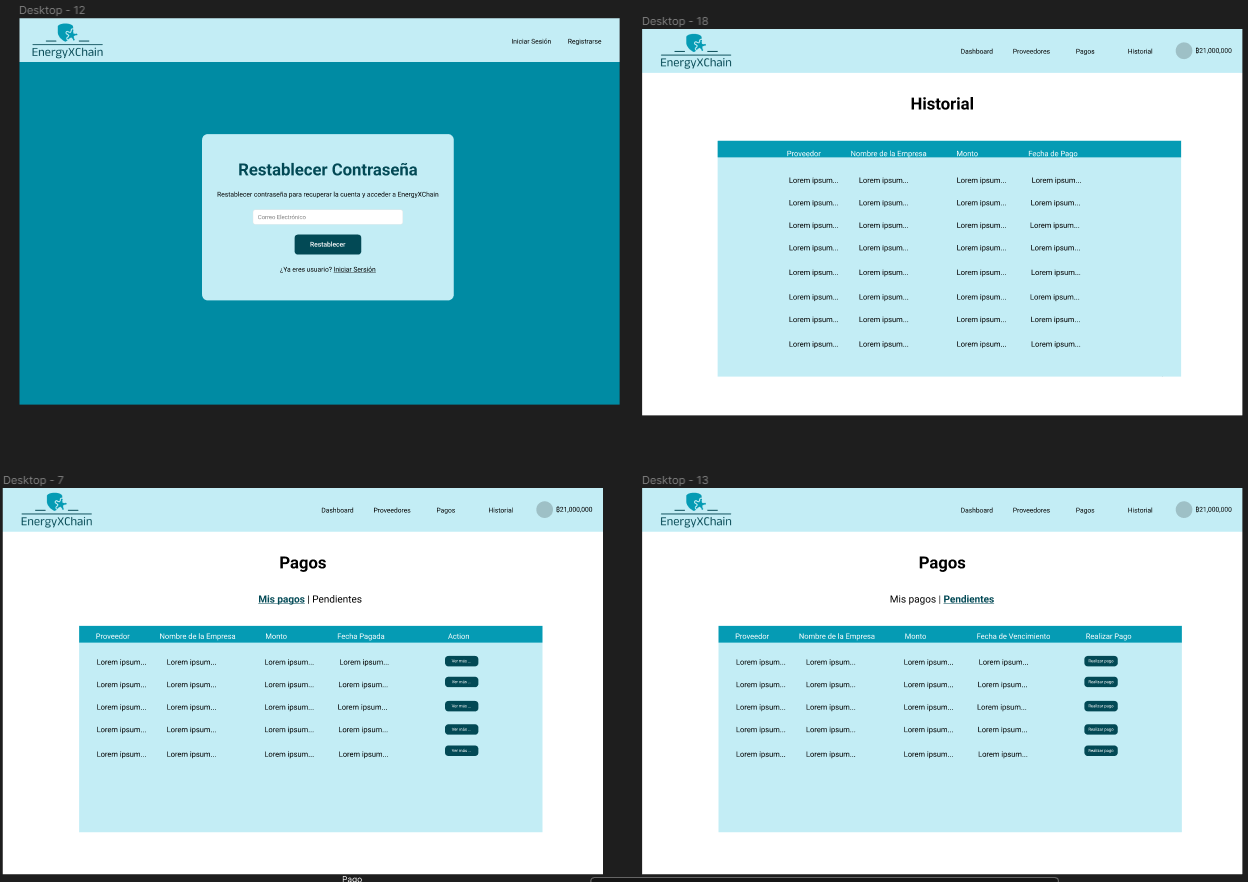 Desktop - 12
EnergyXChain
Iniciar Sesión Registrarse
Restablecer Contraseña
Restablecer contraseña para recuperar la cuenta y acceder a EnergyXChain
Correo Electrónico
Restablecer
¿Ya eres usuario? Iniciar Sersión
Desktop - 18
EnergyXChain
Dashboard Proveedores Pagos Historial ฿21,000,000
Historial
Proveedor Nombre de la Empresa Monto Fecha de Pago
Lorem ipsum... Lorem ipsum... Lorem ipsum... Lorem ipsum...
Lorem ipsum... Lorem ipsum... Lorem ipsum... Lorem ipsum...
Lorem ipsum... Lorem ipsum... Lorem ipsum... Lorem ipsum...
Lorem ipsum... Lorem ipsum... Lorem ipsum... Lorem ipsum...
Lorem ipsum... Lorem ipsum... Lorem ipsum... Lorem ipsum...
Lorem ipsum... Lorem ipsum... Lorem ipsum... Lorem ipsum...
Lorem ipsum... Lorem ipsum... Lorem ipsum... Lorem ipsum...
Lorem ipsum... Lorem ipsum... Lorem ipsum... Lorem ipsum...
Desktop - 7
EnergyXChain
Dashboard Proveedores Pagos Historial ฿21,000,000
Pagos
Mis pagos | Pendientes
Proveedor Nombre de la Empresa Monto Fecha Pagada Action
Lorem ipsum... Lorem ipsum... Lorem ipsum... Lorem ipsum... Ver más ...
Lorem ipsum... Lorem ipsum... Lorem ipsum... Lorem ipsum... Ver más ...
Lorem ipsum... Lorem ipsum... Lorem ipsum... Lorem ipsum... Ver más ...
Lorem ipsum... Lorem ipsum... Lorem ipsum... Lorem ipsum... Ver más ...
Lorem ipsum... Lorem ipsum... Lorem ipsum... Lorem ipsum... Ver más ...
Pago
Desktop - 13
EnergyXChain
Dashboard Proveedores Pagos Historial ฿21,000,000
Pagos
Mis pagos | Pendientes
Proveedor Nombre de la Empresa Monto Fecha de Vencimiento Realizar Pago
Lorem ipsum... Lorem ipsum... Lorem ipsum... Lorem ipsum... Realizar pago
Lorem ipsum... Lorem ipsum... Lorem ipsum... Lorem ipsum... Realizar pago
Lorem ipsum... Lorem ipsum... Lorem ipsum... Lorem ipsum... Realizar pago
Lorem ipsum... Lorem ipsum... Lorem ipsum... Lorem ipsum... Realizar pago
Lorem ipsum... Lorem ipsum... Lorem ipsum... Lorem ipsum... Realizar pago